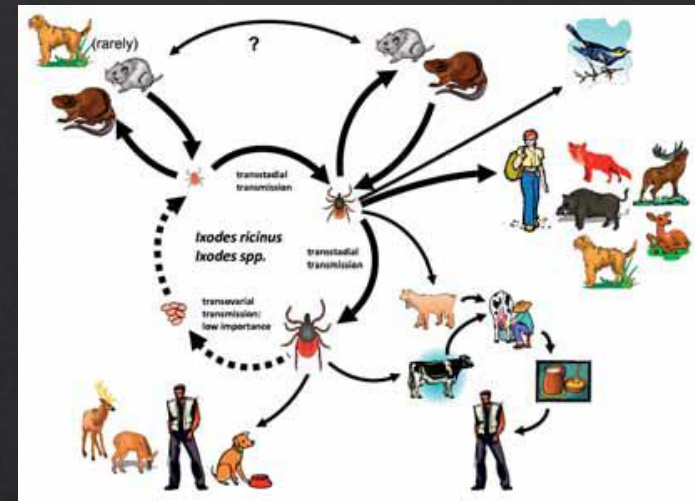 (rarely)
?
transstadial
transmission
Ixodes ricinus
Ixodes spp.
transstadial
transmission
transovarial
transmission:
low importance